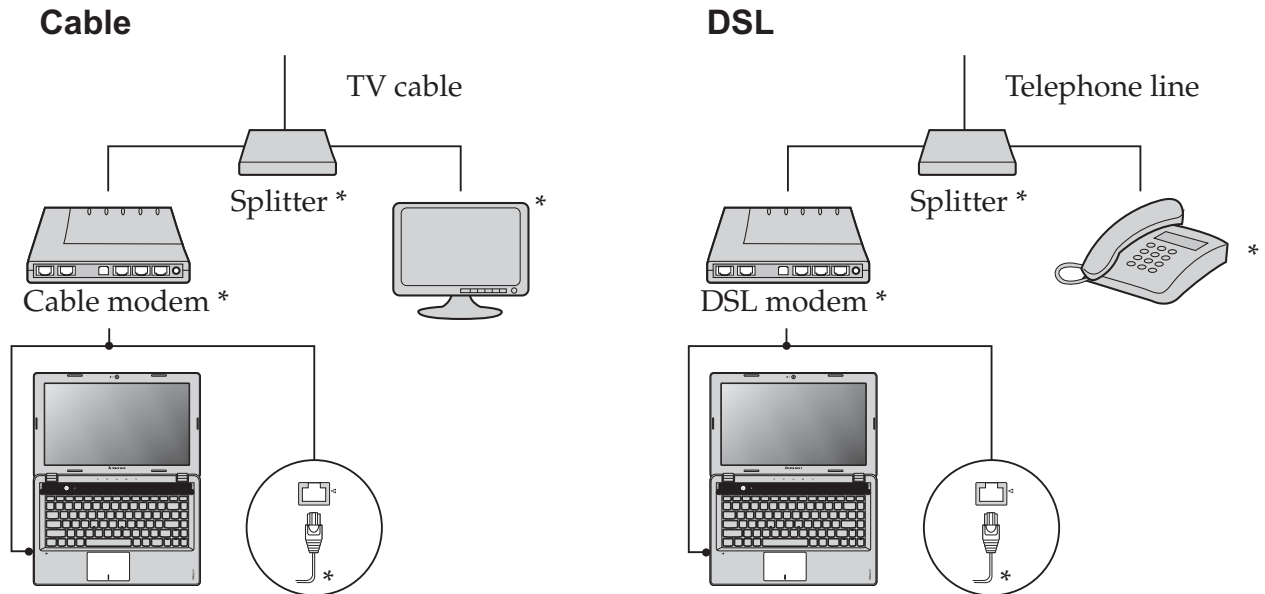 Cable
TV cable
Splitter *
*
Cable modem *
*
DSL
Telephone line
Splitter *
*
DSL modem *
*